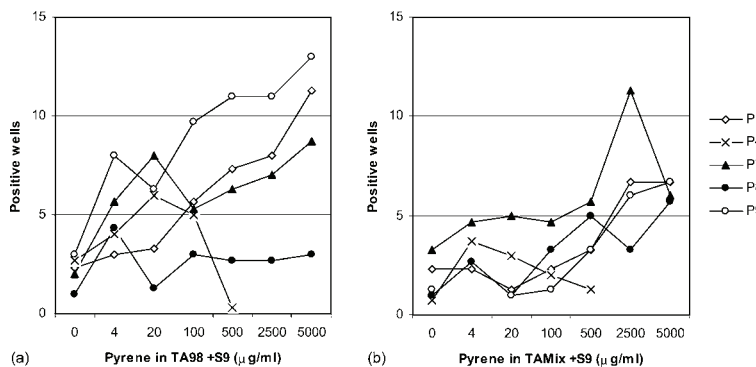 15
10
5
0
Positive wells
0 4 20 100 500 2500 5000
(a) Pyrene in TA98 +S9 (μg/ml)
15
10
5
0
Positive wells
0 4 20 100 500 2500 5000
(b) Pyrene in TAMix +S9 (μg/ml)
P
P
P
P
P